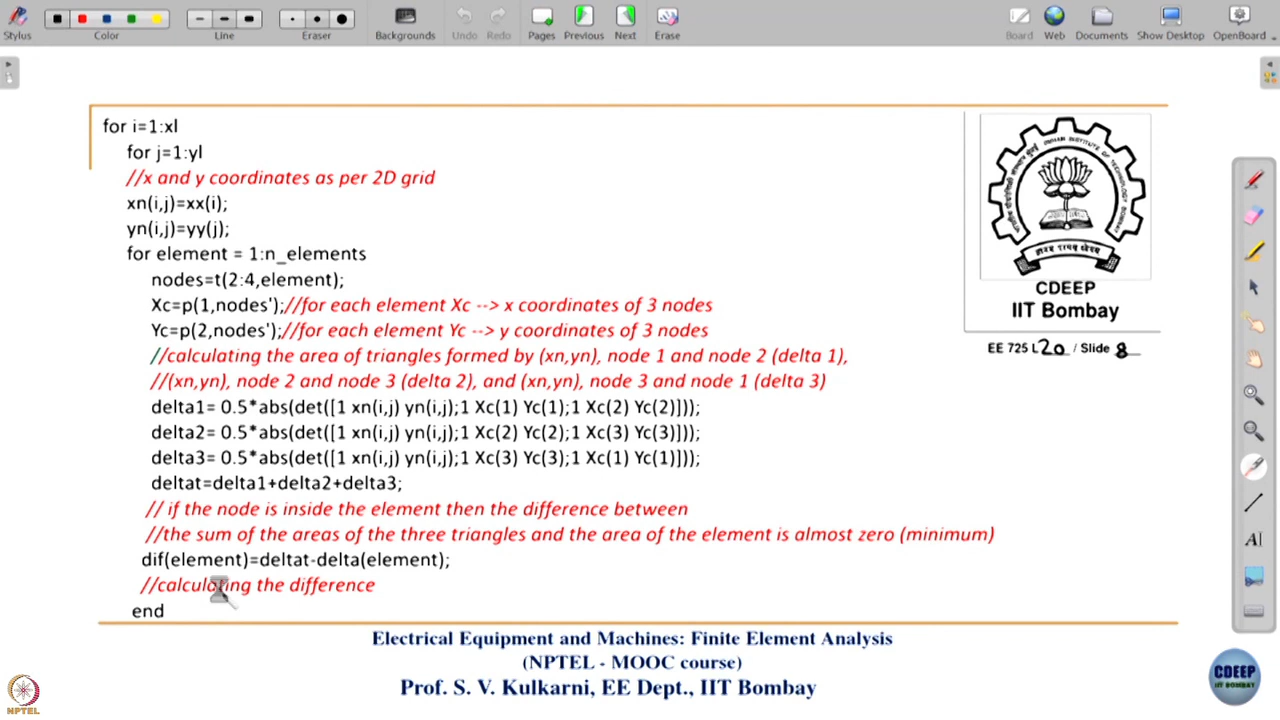 Stylus
Color
Line
Eraser
Backgrounds
Undo
Redo
Pages
Previous
Next
Erase
Board
Web
Documents
Show Desktop
OpenBoard
for i=1:xl
for j=1:yl
//x and y coordinates as per 2D grid
xn(i,j)=xx(i);
yn(i,j)=yy(j);
for element = 1:n_elements
nodes=t(2:4,element);
Xc=p(1,nodes');//for each element Xc --> x coordinates of 3 nodes
Yc=p(2,nodes');//for each element Yc --> y coordinates of 3 nodes
//calculating the area of triangles formed by (xn,yn), node 1 and node 2 (delta 1),
//(xn,yn), node 2 and node 3 (delta 2), and (xn,yn), node 3 and node 1 (delta 3)
delta1= 0.5*abs(det([1 xn(i,j) yn(i,j);1 Xc(1) Yc(1);1 Xc(2) Yc(2)]));
delta2= 0.5*abs(det([1 xn(i,j) yn(i,j);1 Xc(2) Yc(2);1 Xc(3) Yc(3)]));
delta3= 0.5*abs(det([1 xn(i,j) yn(i,j);1 Xc(3) Yc(3);1 Xc(1) Yc(1)]));
deltat=delta1+delta2+delta3;
// if the node is inside the element then the difference between
//the sum of the areas of the three triangles and the area of the element is almost zero (minimum)
dif(element)=deltat-delta(element);
//calculating the difference
end
CDEEP
IIT Bombay
EE 725 L 20 / Slide 8
Electrical Equipment and Machines: Finite Element Analysis
(NPTEL - MOOC course)
Prof. S. V. Kulkarni, EE Dept., IIT Bombay
NPTEL
CDEEP
IIT BOMBAY